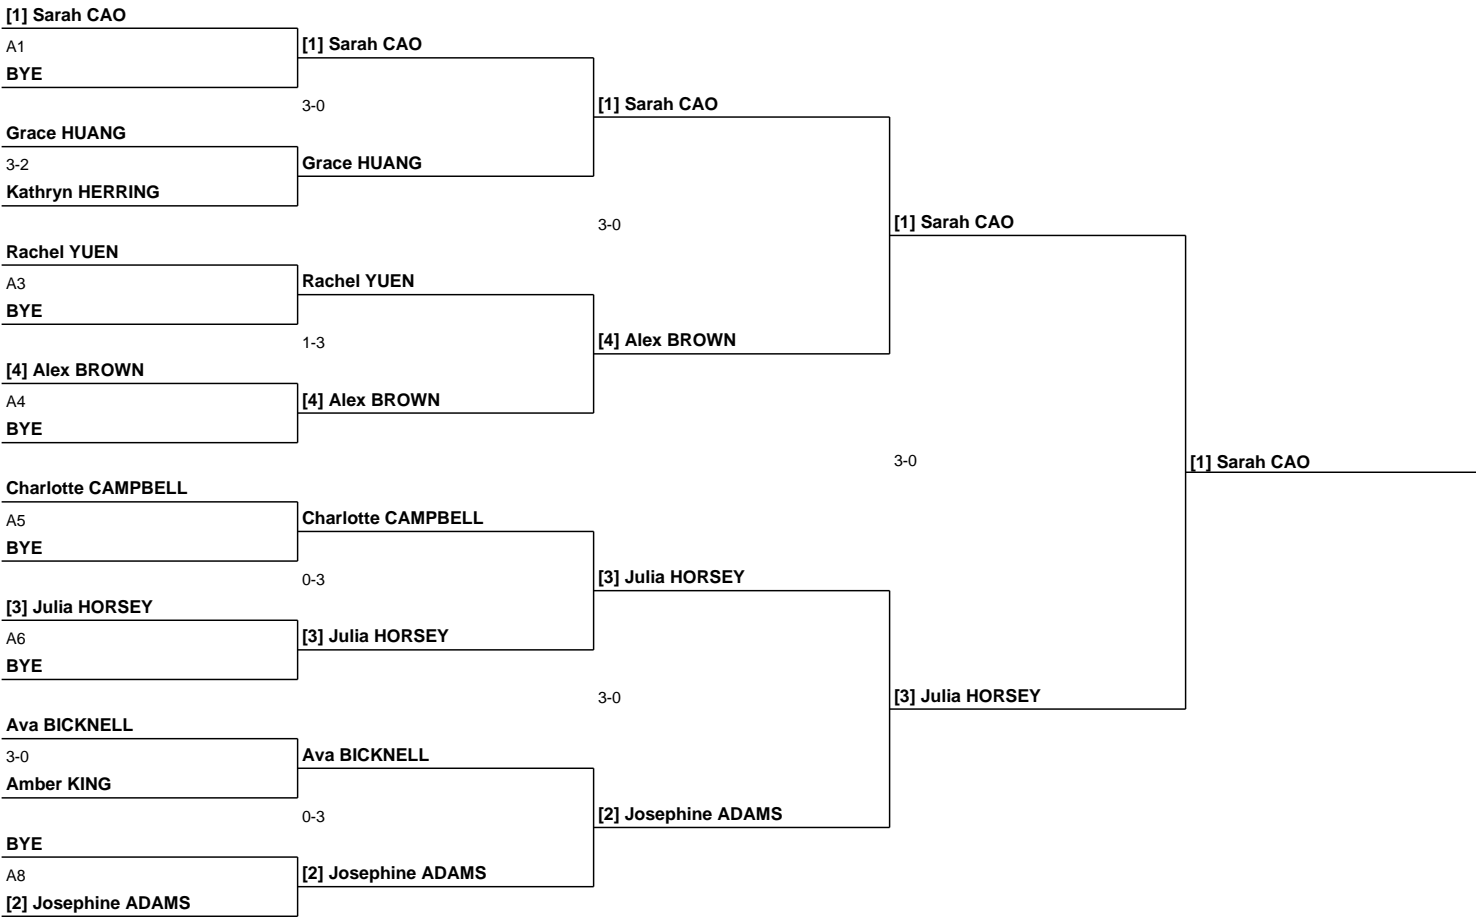 [1] Sarah CAO
A1
[1] Sarah CAO
BYE
3-0
[1] Sarah CAO
Grace HUANG
3-2
Grace HUANG
Kathryn HERRING
3-0
[1] Sarah CAO
Rachel YUEN
A3
Rachel YUEN
BYE
1-3
[4] Alex BROWN
[4] Alex BROWN
A4
[4] Alex BROWN
BYE
3-0
[1] Sarah CAO
Charlotte CAMPBELL
A5
Charlotte CAMPBELL
BYE
0-3
[3] Julia HORSEY
[3] Julia HORSEY
A6
[3] Julia HORSEY
BYE
3-0
[3] Julia HORSEY
Ava BICKNELL
3-0
Ava BICKNELL
Amber KING
0-3
[2] Josephine ADAMS
BYE
A8
[2] Josephine ADAMS
[2] Josephine ADAMS